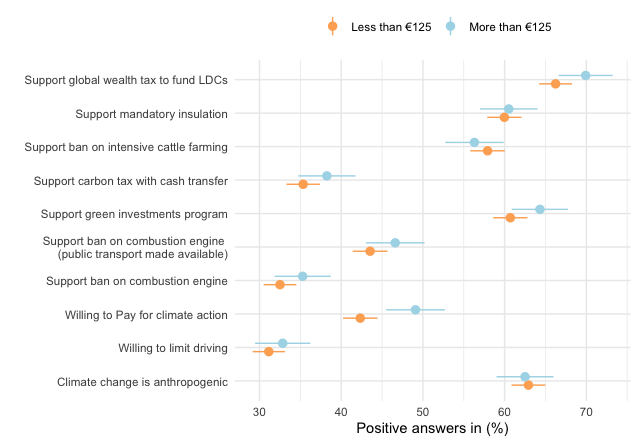 Less than €125 More than €125
Support global wealth tax to fund LDCs
Support mandatory insulation
Support ban on intensive cattle farming
Support carbon tax with cash transfer
Support green investments program
Support ban on combustion engine
(public transport made available)
Support ban on combustion engine
Willing to Pay for climate action
Willing to limit driving
Climate change is anthropogenic
30 40 50 60 70
Positive answers in (%)